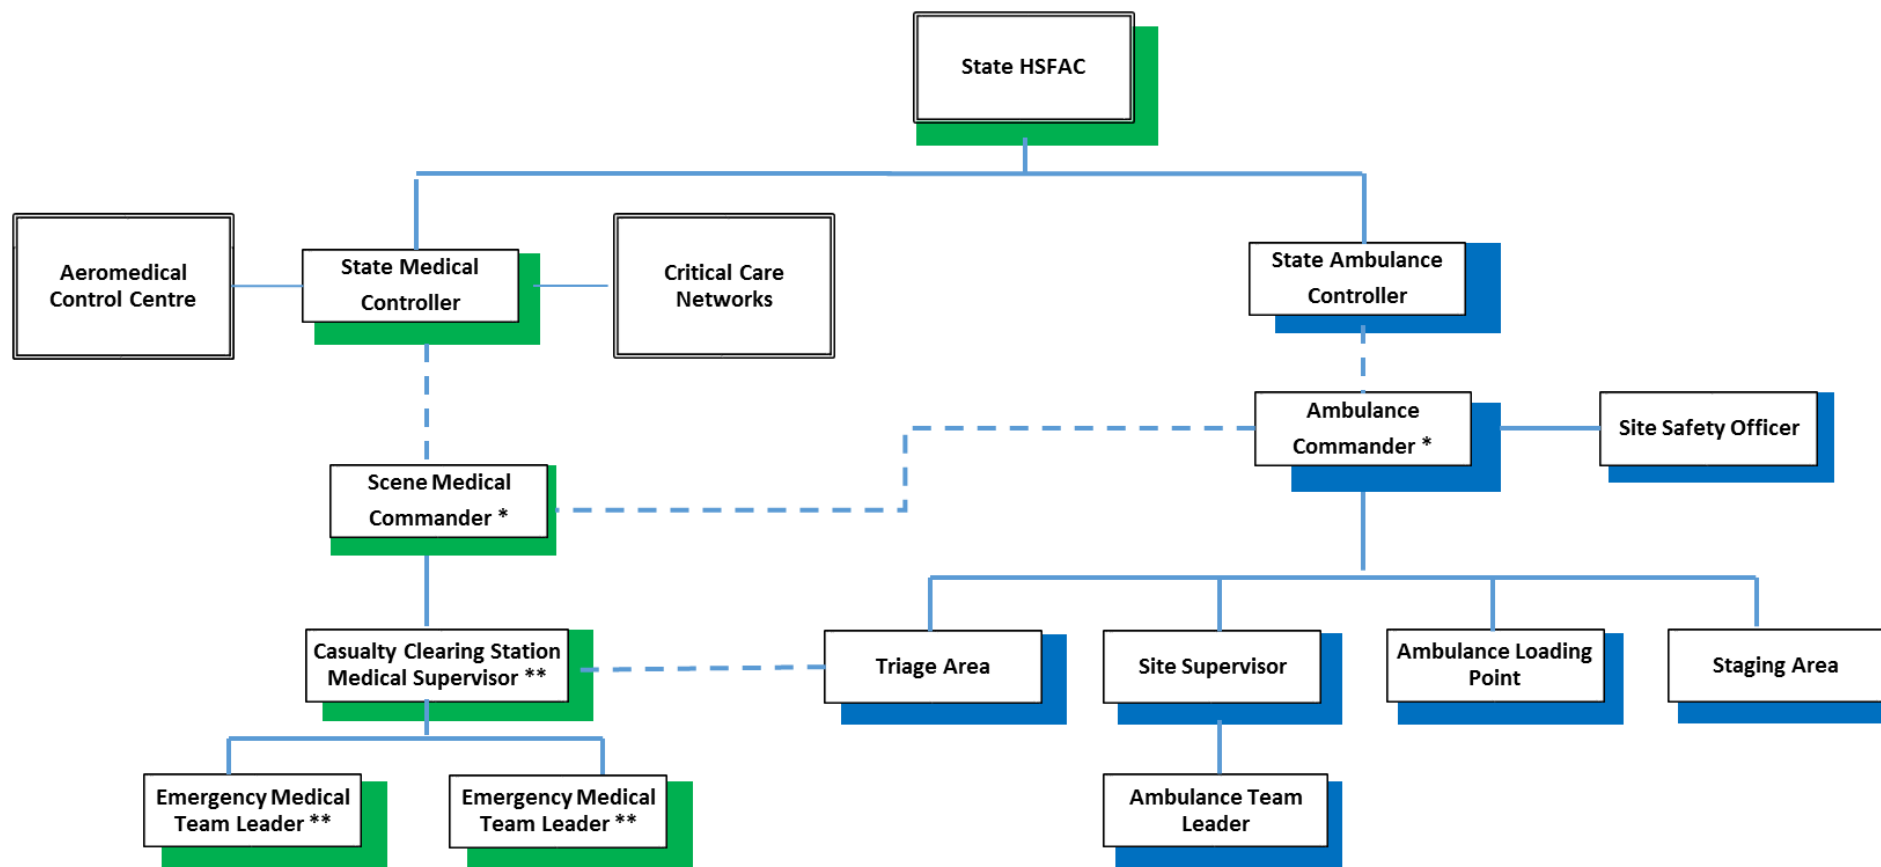 State HSFAC
Aeromedical
Control Centre
State Medical
Controller
Critical Care
Networks
State Ambulance
Controller
Ambulance
Commander *
Site Safety Officer
Scene Medical
Commander *
Casualty Clearing Station
Medical Supervisor **
Triage Area
Site Supervisor
Ambulance Loading
Point
Staging Area
Emergency Medical
Team Leader **
Emergency Medical
Team Leader **
Ambulance Team
Leader